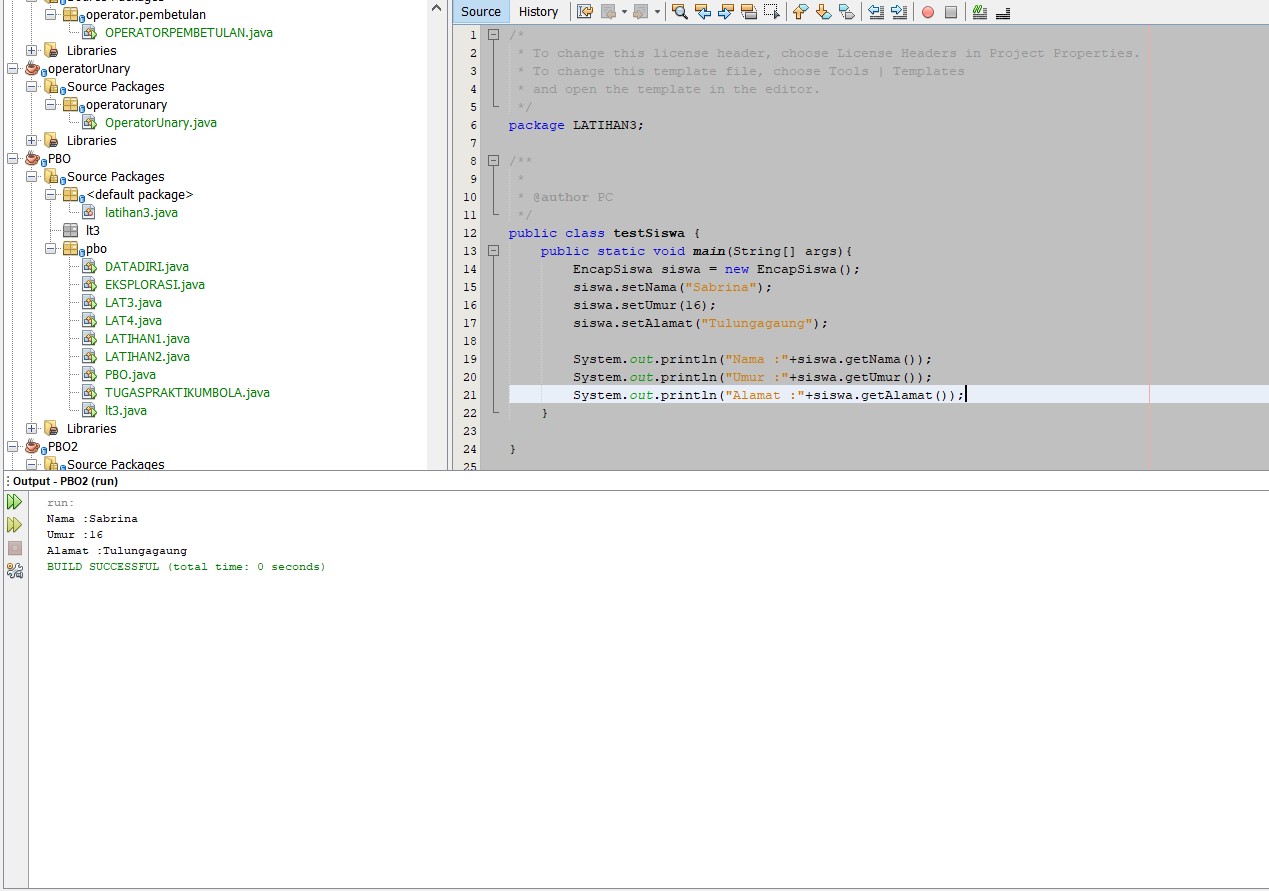 Source Packages
operator.pembetulan
OPERATORPEMBETULAN.java
Libraries
operatorUnary
Source Packages
operatorunary
OperatorUnary.java
Libraries
PBO
Source Packages
<default package>
latihan3.java
lt3
pbo
DATADIRI.java
EKSPLORASI.java
LAT3.java
LAT4.java
LATIHAN1.java
LATIHAN2.java
PBO.java
TUGASPRAKTIKUMBOLA.java
lt3.java
Libraries
PBO2
Source Packages
Source History
1 /*
2 * To change this license header, choose License Headers in Project Properties.
3 * To change this template file, choose Tools | Templates
4 * and open the template in the editor.
5 */
6 package LATIHAN3;
7
8 /**
9 *
10 * @author PC
11 */
12 public class testSiswa {
13 public static void main(String[] args){
14 EncapSiswa siswa = new EncapSiswa();
15 siswa.setNama("Sabrina");
16 siswa.setUmur(16);
17 siswa.setAlamat("Tulungagaung");
18
19 System.out.println("Nama :"+siswa.getNama());
20 System.out.println("Umur :"+siswa.getUmur());
21 System.out.println("Alamat :"+siswa.getAlamat());
22 }
23
24 }
25
Output - PBO2 (run)
run:
Nama :Sabrina
Umur :16
Alamat :Tulungagaung
BUILD SUCCESSFUL (total time: 0 seconds)